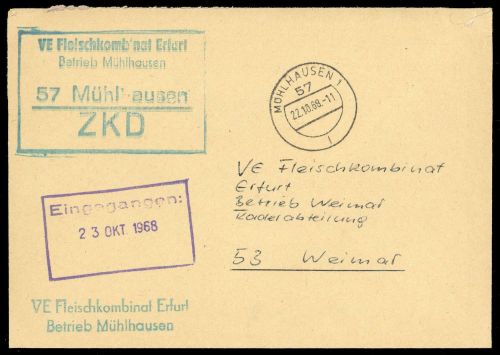 VE Fleischkombinat Erfurt
Betrieb Mühlhausen
57 Mühlhausen
ZKD
MÜHLHAUSEN 1
57
22.10.68.-11
l
VE Fleischkombinat
Erfurt
Betrieb Weimar
Kaderabteilung
53 Weimar
Eingegangen:
23 OKT. 1968
VE Fleischkombinat Erfurt
Betrieb Mühlhausen